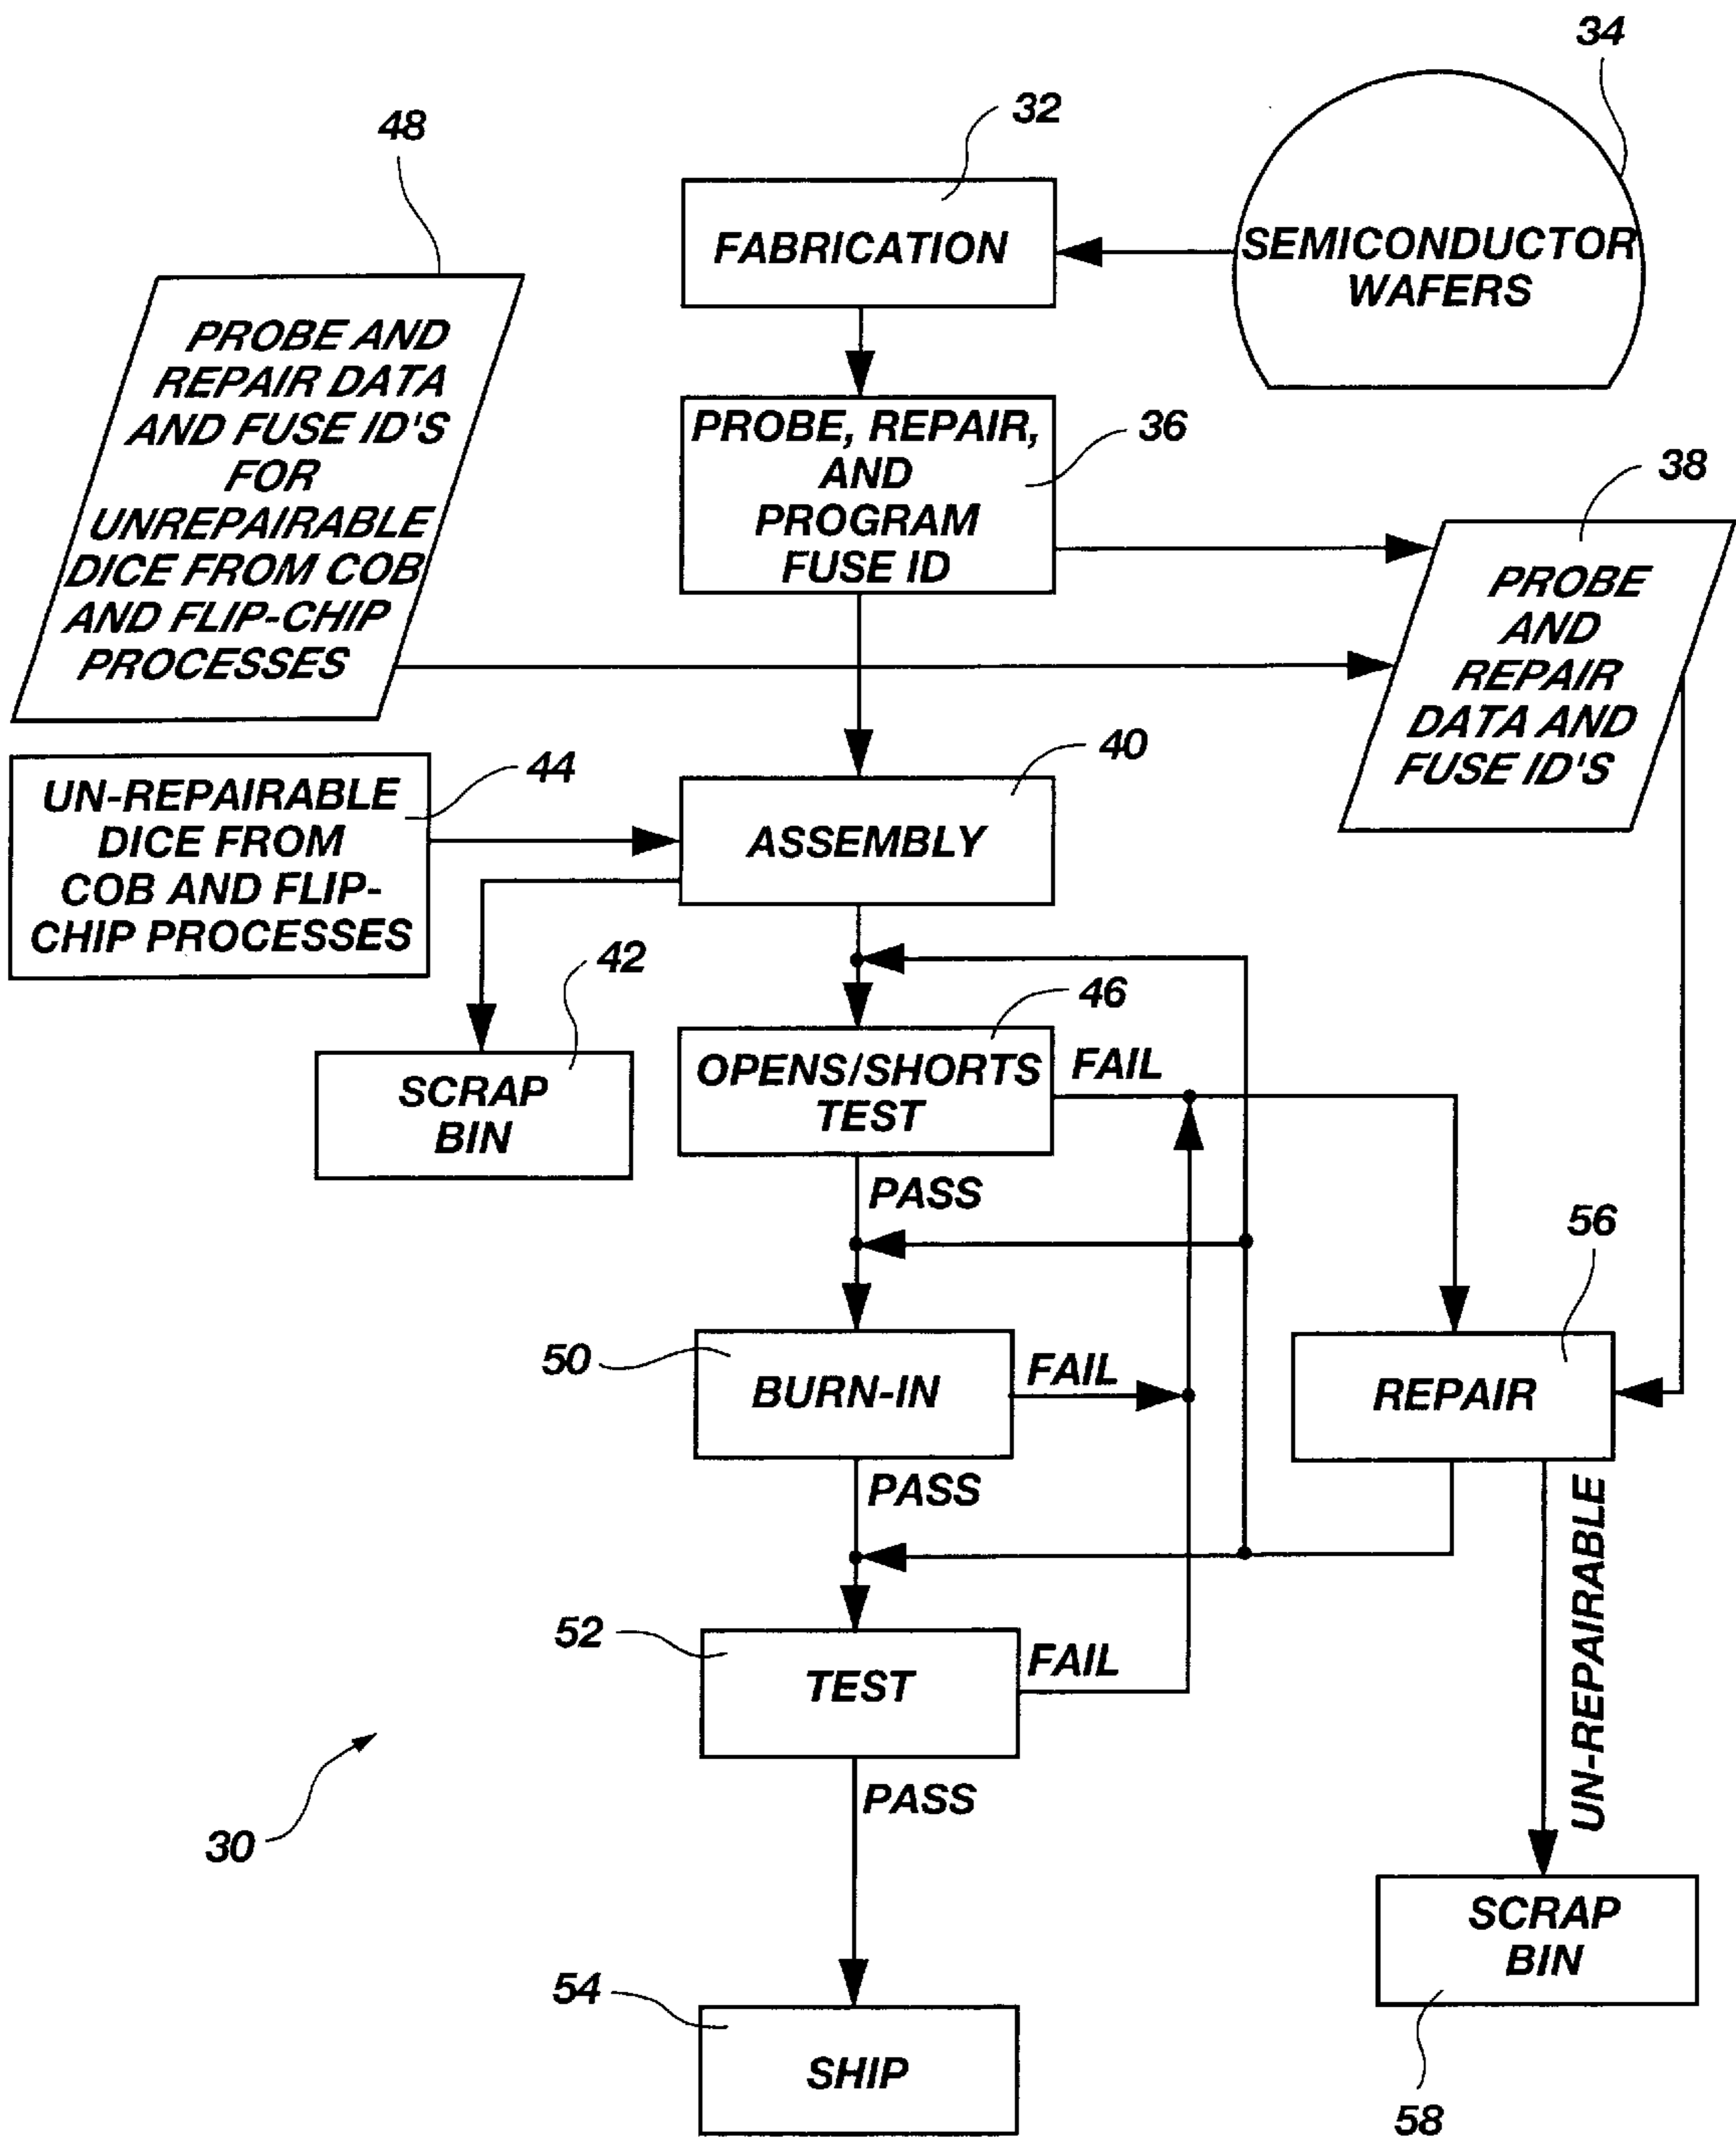 34
32
48
FABRICATION
SEMICONDUCTOR
WAFERS
PROBE AND
REPAIR DATA
AND FUSE ID'S
FOR
UNREPAIRABLE
DICE FROM COB
AND FLIP-CHIP
PROCESSES
PROBE, REPAIR,
AND
PROGRAM
FUSE ID
36
38
PROBE
AND
REPAIR
DATA AND
FUSE ID'S
44
UN-REPAIRABLE
DICE FROM
COB AND FLIP-
CHIP PROCESSES
40
ASSEMBLY
42
SCRAP
BIN
46
OPENS/SHORTS
TEST
FAIL
PASS
56
50
BURN-IN
FAIL
REPAIR
PASS
UN-REPAIRABLE
52
TEST
FAIL
PASS
30
SCRAP
BIN
54
SHIP
58